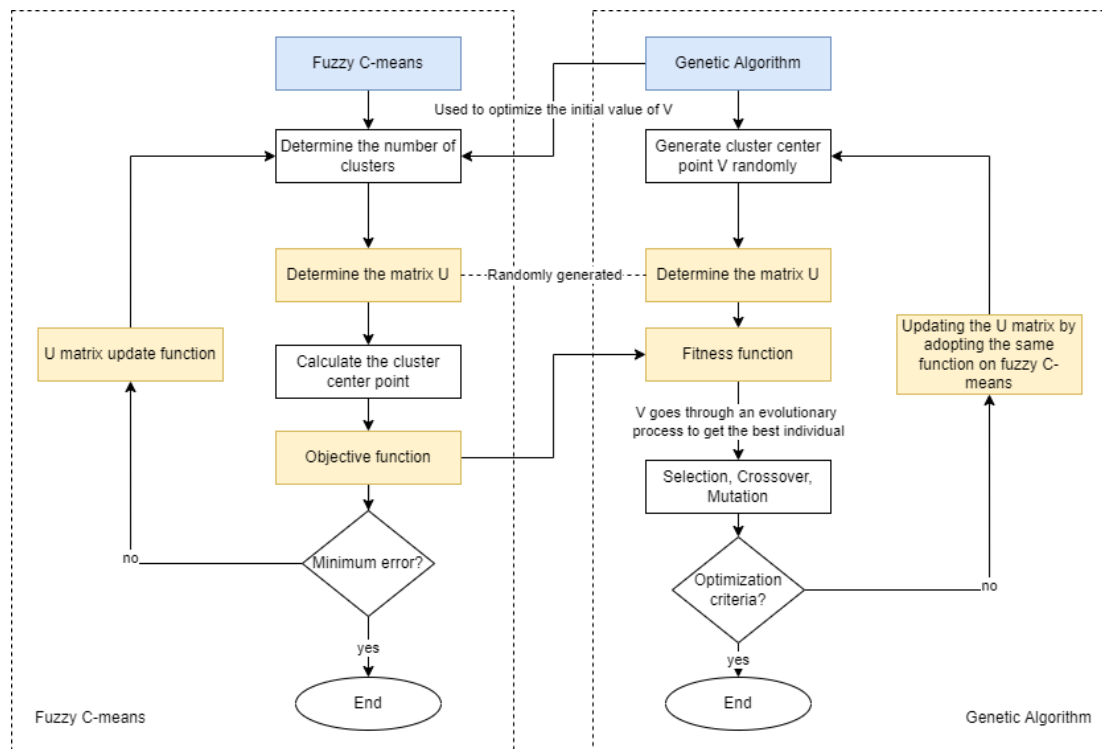 Fuzzy C-means
Genetic Algorithm
Used to optimize the initial value of V
Determine the number of
clusters
Generate cluster center
point V randomly
Determine the matrix U
Randomly generated
Determine the matrix U
U matrix update function
Calculate the cluster
center point
Fitness function
Updating the U matrix by
adopting the same
function on fuzzy C-
means
V goes through an evolutionary
process to get the best individual
Objective function
Selection, Crossover,
Mutation
no
Minimum error?
Optimization
criteria?
no
yes
yes
End
End
Fuzzy C-means
Genetic Algorithm